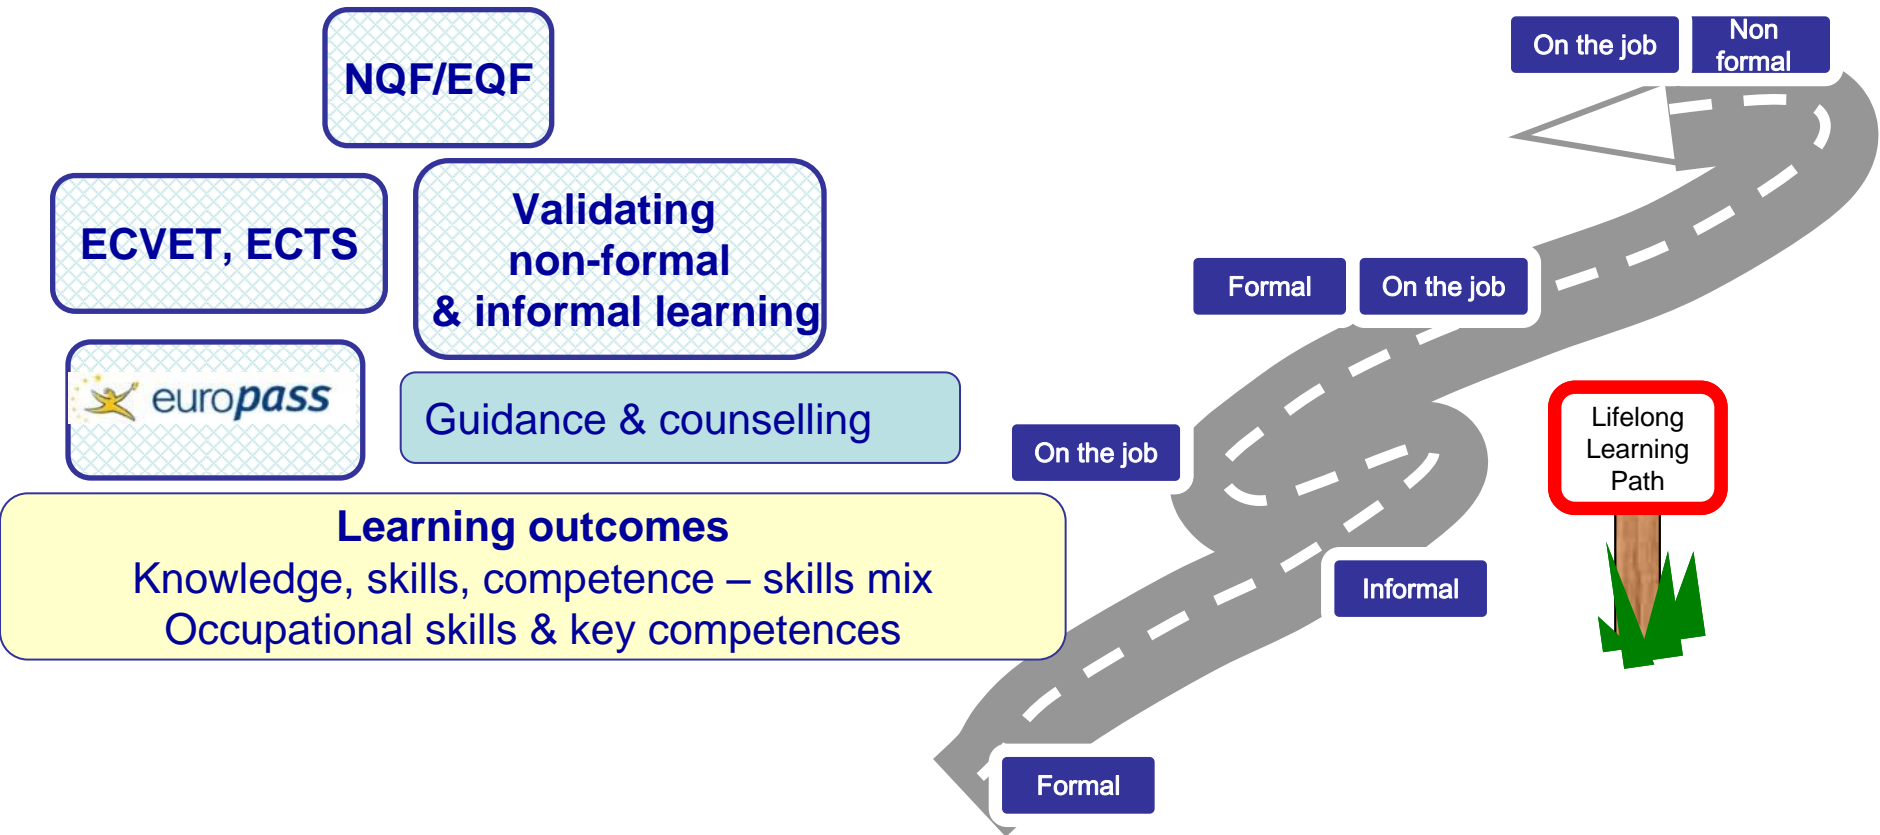 NQF/EQF
ECVET, ECTS
Validating
non-formal
& informal learning
europass
Guidance & counselling
Learning outcomes
Knowledge, skills, competence – skills mix
Occupational skills & key competences
On the job
Non
formal
Formal
On the job
On the job
Lifelong
Learning
Path
Informal
Formal